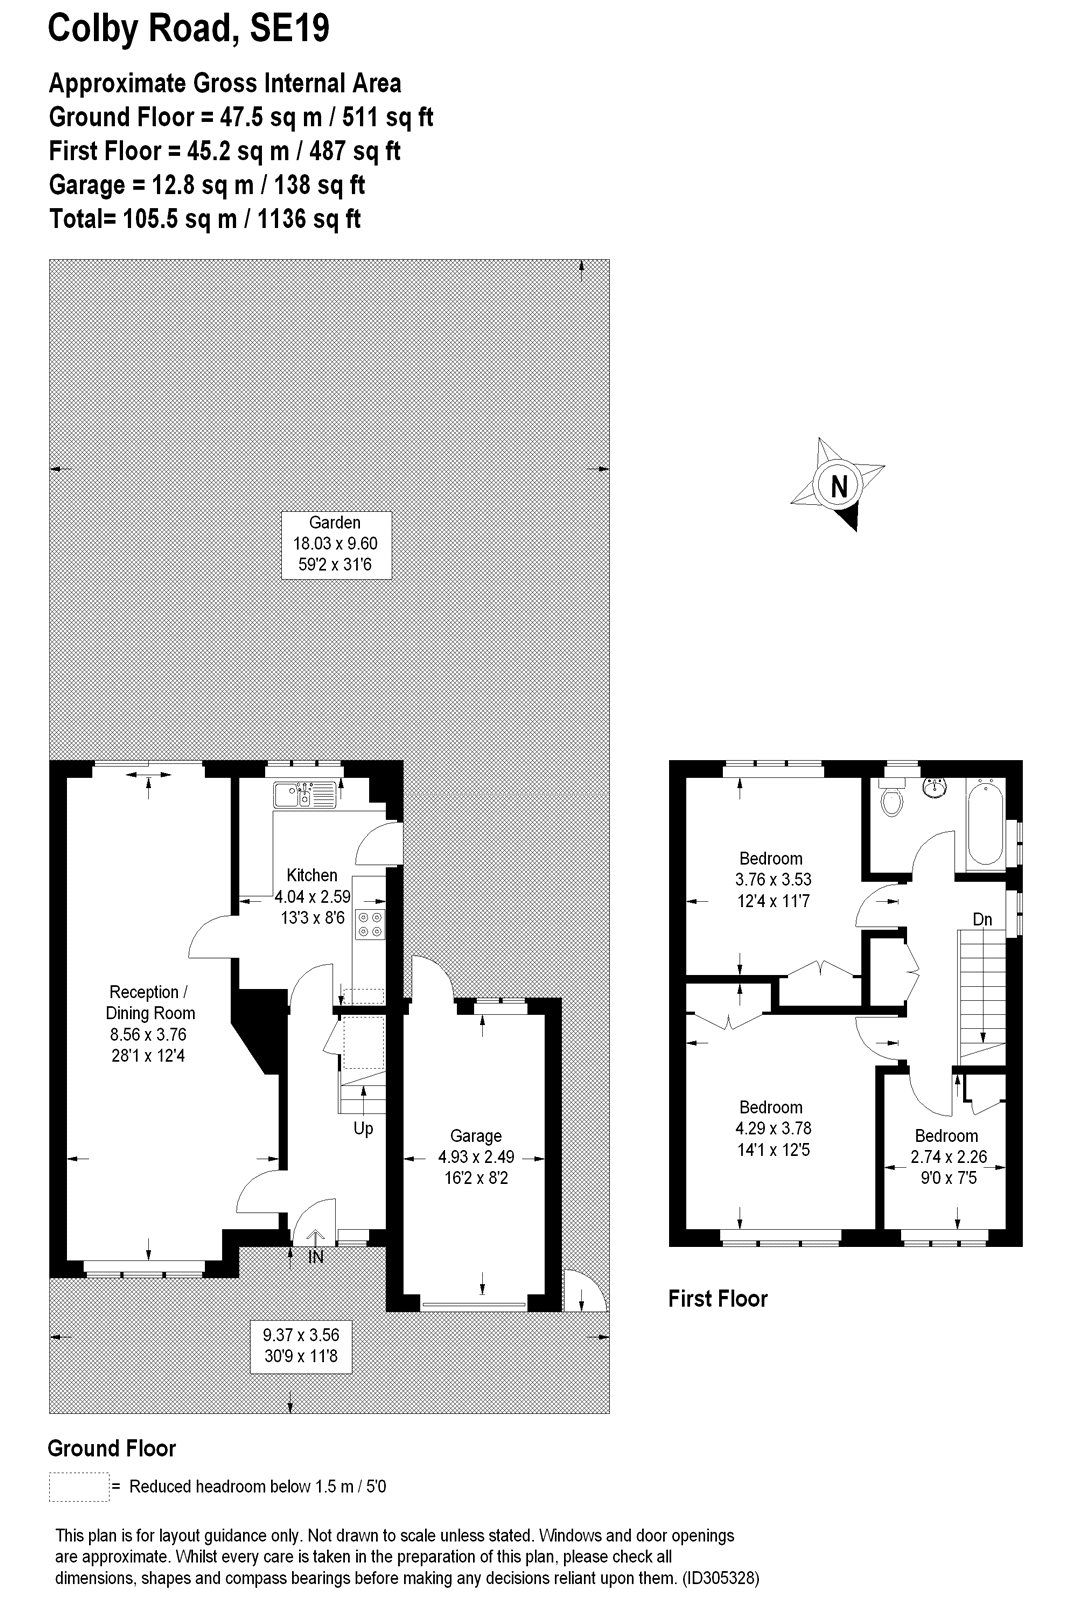 Colby Road, SE19
Approximate Gross Internal Area
Ground Floor = 47.5 sq m / 511 sq ft
First Floor = 45.2 sq m / 487 sq ft
Garage = 12.8 sq m / 138 sq ft
Total= 105.5 sq m / 1136 sq ft
N
Garden
18.03 x 9.60
59'2 x 31'6
Kitchen
4.04 x 2.59
13'3 x 8'6
Reception /
Dining Room
8.56 x 3.76
28'1 x 12'4
Up
Garage
4.93 x 2.49
16'2 x 8'2
IN
9.37 x 3.56
30'9 x 11'8
Bedroom
3.76 x 3.53
12'4 x 11'7
Dn
Bedroom
4.29 x 3.78
14'1 x 12'5
Bedroom
2.74 x 2.26
9'0 x 7'5
First Floor
Ground Floor
= Reduced headroom below 1.5 m / 5'0
This plan is for layout guidance only. Not drawn to scale unless stated. Windows and door openings
are approximate. Whilst every care is taken in the preparation of this plan, please check all
dimensions, shapes and compass bearings before making any decisions reliant upon them. (ID305328)